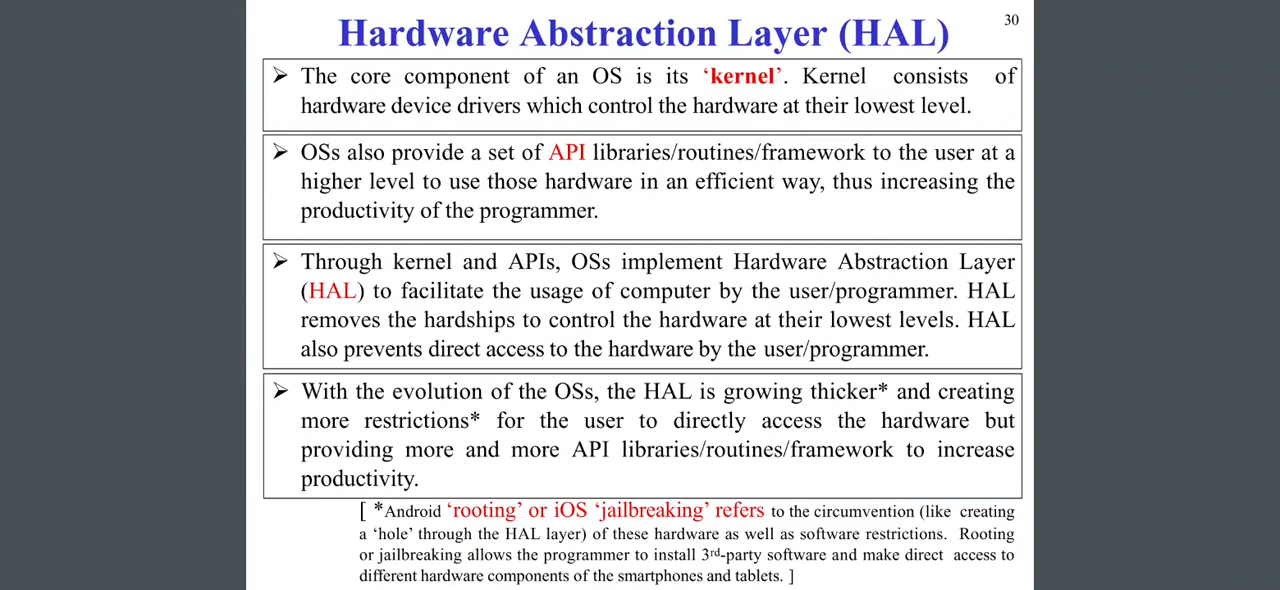 30
Hardware Abstraction Layer (HAL)
➢ The core component of an OS is its ‘kernel’. Kernel consists of
hardware device drivers which control the hardware at their lowest level.
➢ OSs also provide a set of API libraries/routines/framework to the user at a
higher level to use those hardware in an efficient way, thus increasing the
productivity of the programmer.
➢ Through kernel and APIs, OSs implement Hardware Abstraction Layer
(HAL) to facilitate the usage of computer by the user/programmer. HAL
removes the hardships to control the hardware at their lowest levels. HAL
also prevents direct access to the hardware by the user/programmer.
➢ With the evolution of the OSs, the HAL is growing thicker* and creating
more restrictions* for the user to directly access the hardware but
providing more and more API libraries/routines/framework to increase
productivity.
[ *Android ‘rooting’ or iOS ‘jailbreaking’ refers to the circumvention (like creating
a ‘hole’ through the HAL layer) of these hardware as well as software restrictions. Rooting
or jailbreaking allows the programmer to install 3rd-party software and make direct access to
different hardware components of the smartphones and tablets. ]